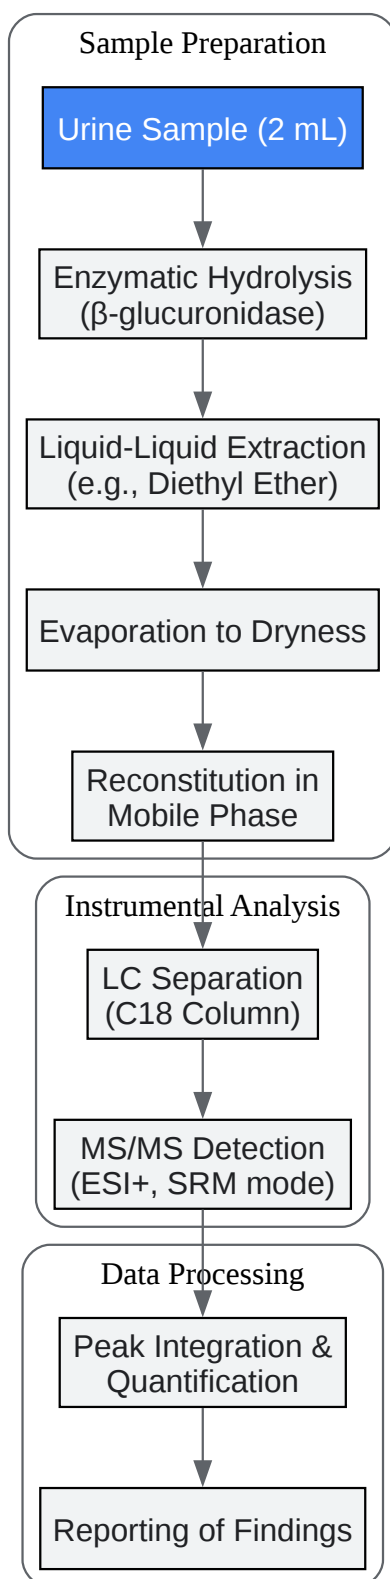 Sample Preparation
Urine Sample (2 mL)
Enzymatic Hydrolysis
(β-glucuronidase)
Liquid-Liquid Extraction
(e.g., Diethyl Ether)
Evaporation to Dryness
Reconstitution in
Mobile Phase
Instrumental Analysis
LC Separation
(C18 Column)
MS/MS Detection
(ESI+, SRM mode)
Data Processing
Peak Integration &
Quantification
Reporting of Findings